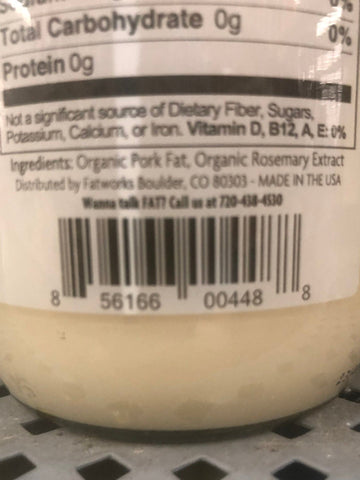 0%
Total Carbohydrate 0g 0%
Protein 0g
Not a significant source of Dietary Fiber, Sugars,
Potassium, Calcium, or Iron. Vitamin D, B12, A, E: 0%
Ingredients: Organic Pork Fat, Organic Rosemary Extract
Distributed by Fatworks Boulder, CO 80303 - MADE IN THE USA
Wanna talk FAT? Call us at 720-438-4530
8 56166 00448 8